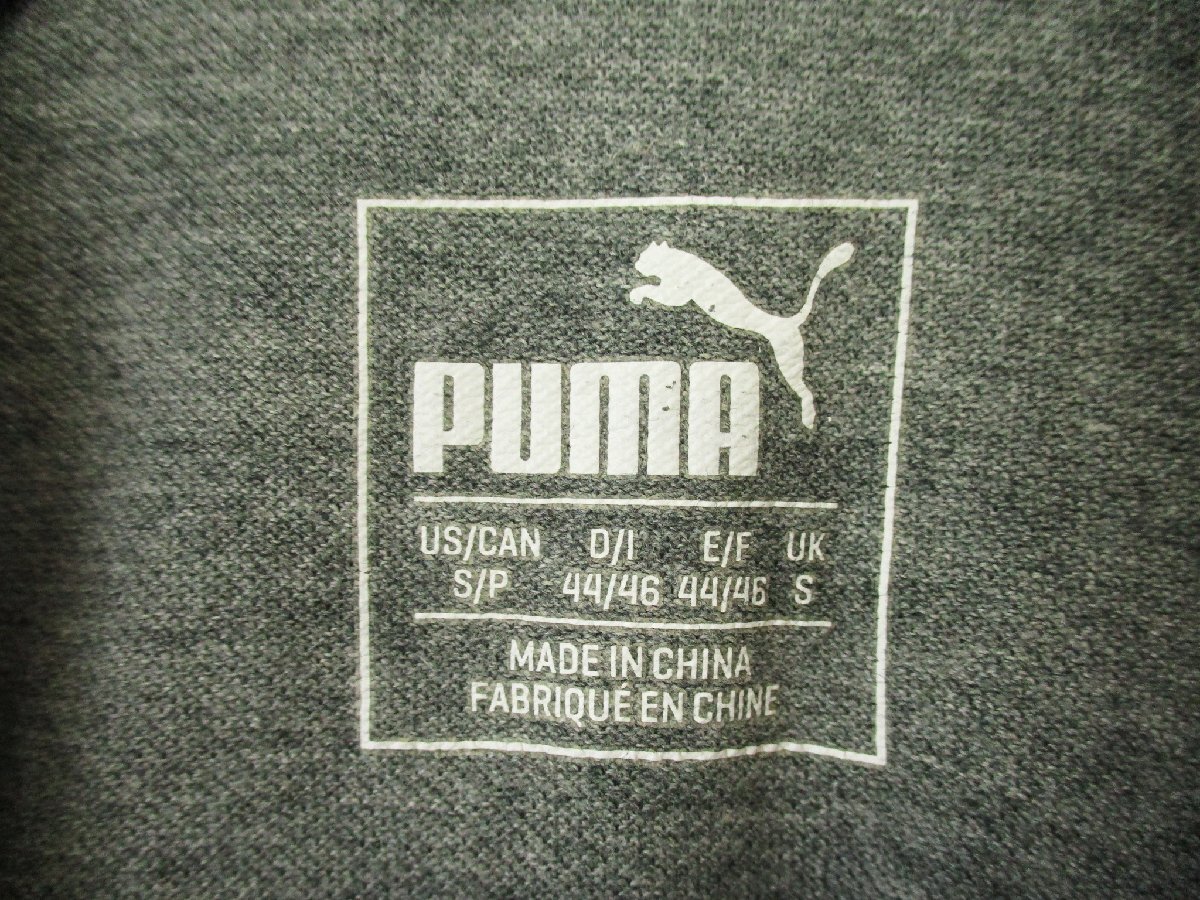 PUMA
US/CAN D/I E/F UK
S/P 44/46 44/46 S
MADE IN CHINA
FABRIQUÉ EN CHINE